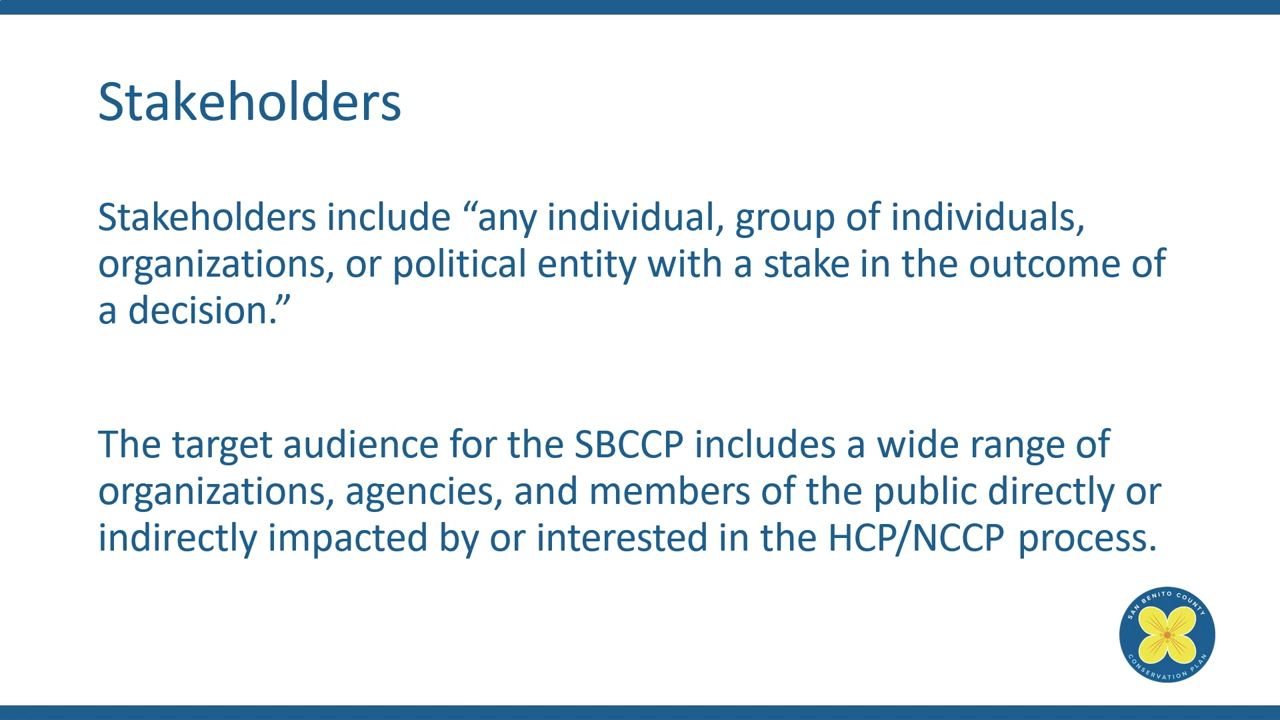 Stakeholders
Stakeholders include “any individual, group of individuals,
organizations, or political entity with a stake in the outcome of
a decision.”
The target audience for the SBCCP includes a wide range of
organizations, agencies, and members of the public directly or
indirectly impacted by or interested in the HCP/NCCP process.
SAN BENITO COUNTY
CONSERVATION PLAN